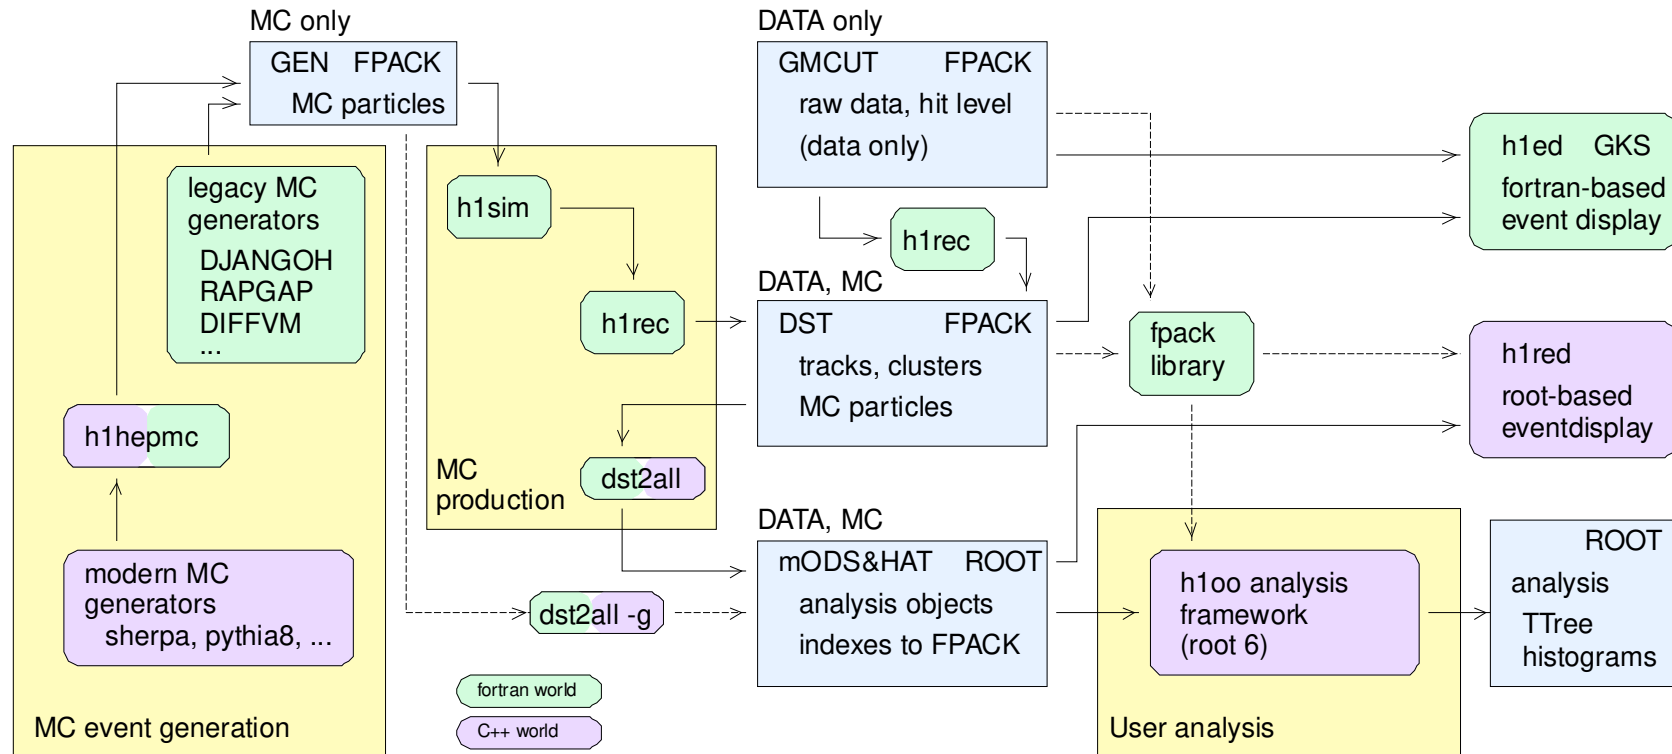 MC only
GEN FPACK
MC particles
DATA only
GMCUT FPACK
raw data, hit level
(data only)
h1ed GKS
fortran-based
event display
legacy MC
generators
DJANGOH
RAPGAP
DIFFVM
...
h1sim
h1rec
h1rec
DATA, MC
DST FPACK
tracks, clusters
MC particles
fpack
library
h1red
root-based
eventdisplay
h1hepmc
dst2all
MC
production
modern MC
generators
sherpa, pythia8, ...
MC event generation
dst2all -g
DATA, MC
mODS&HAT ROOT
analysis objects
indexes to FPACK
h1oo analysis
framework
(root 6)
User analysis
ROOT
analysis
TTree
histograms
fortran world
C++ world